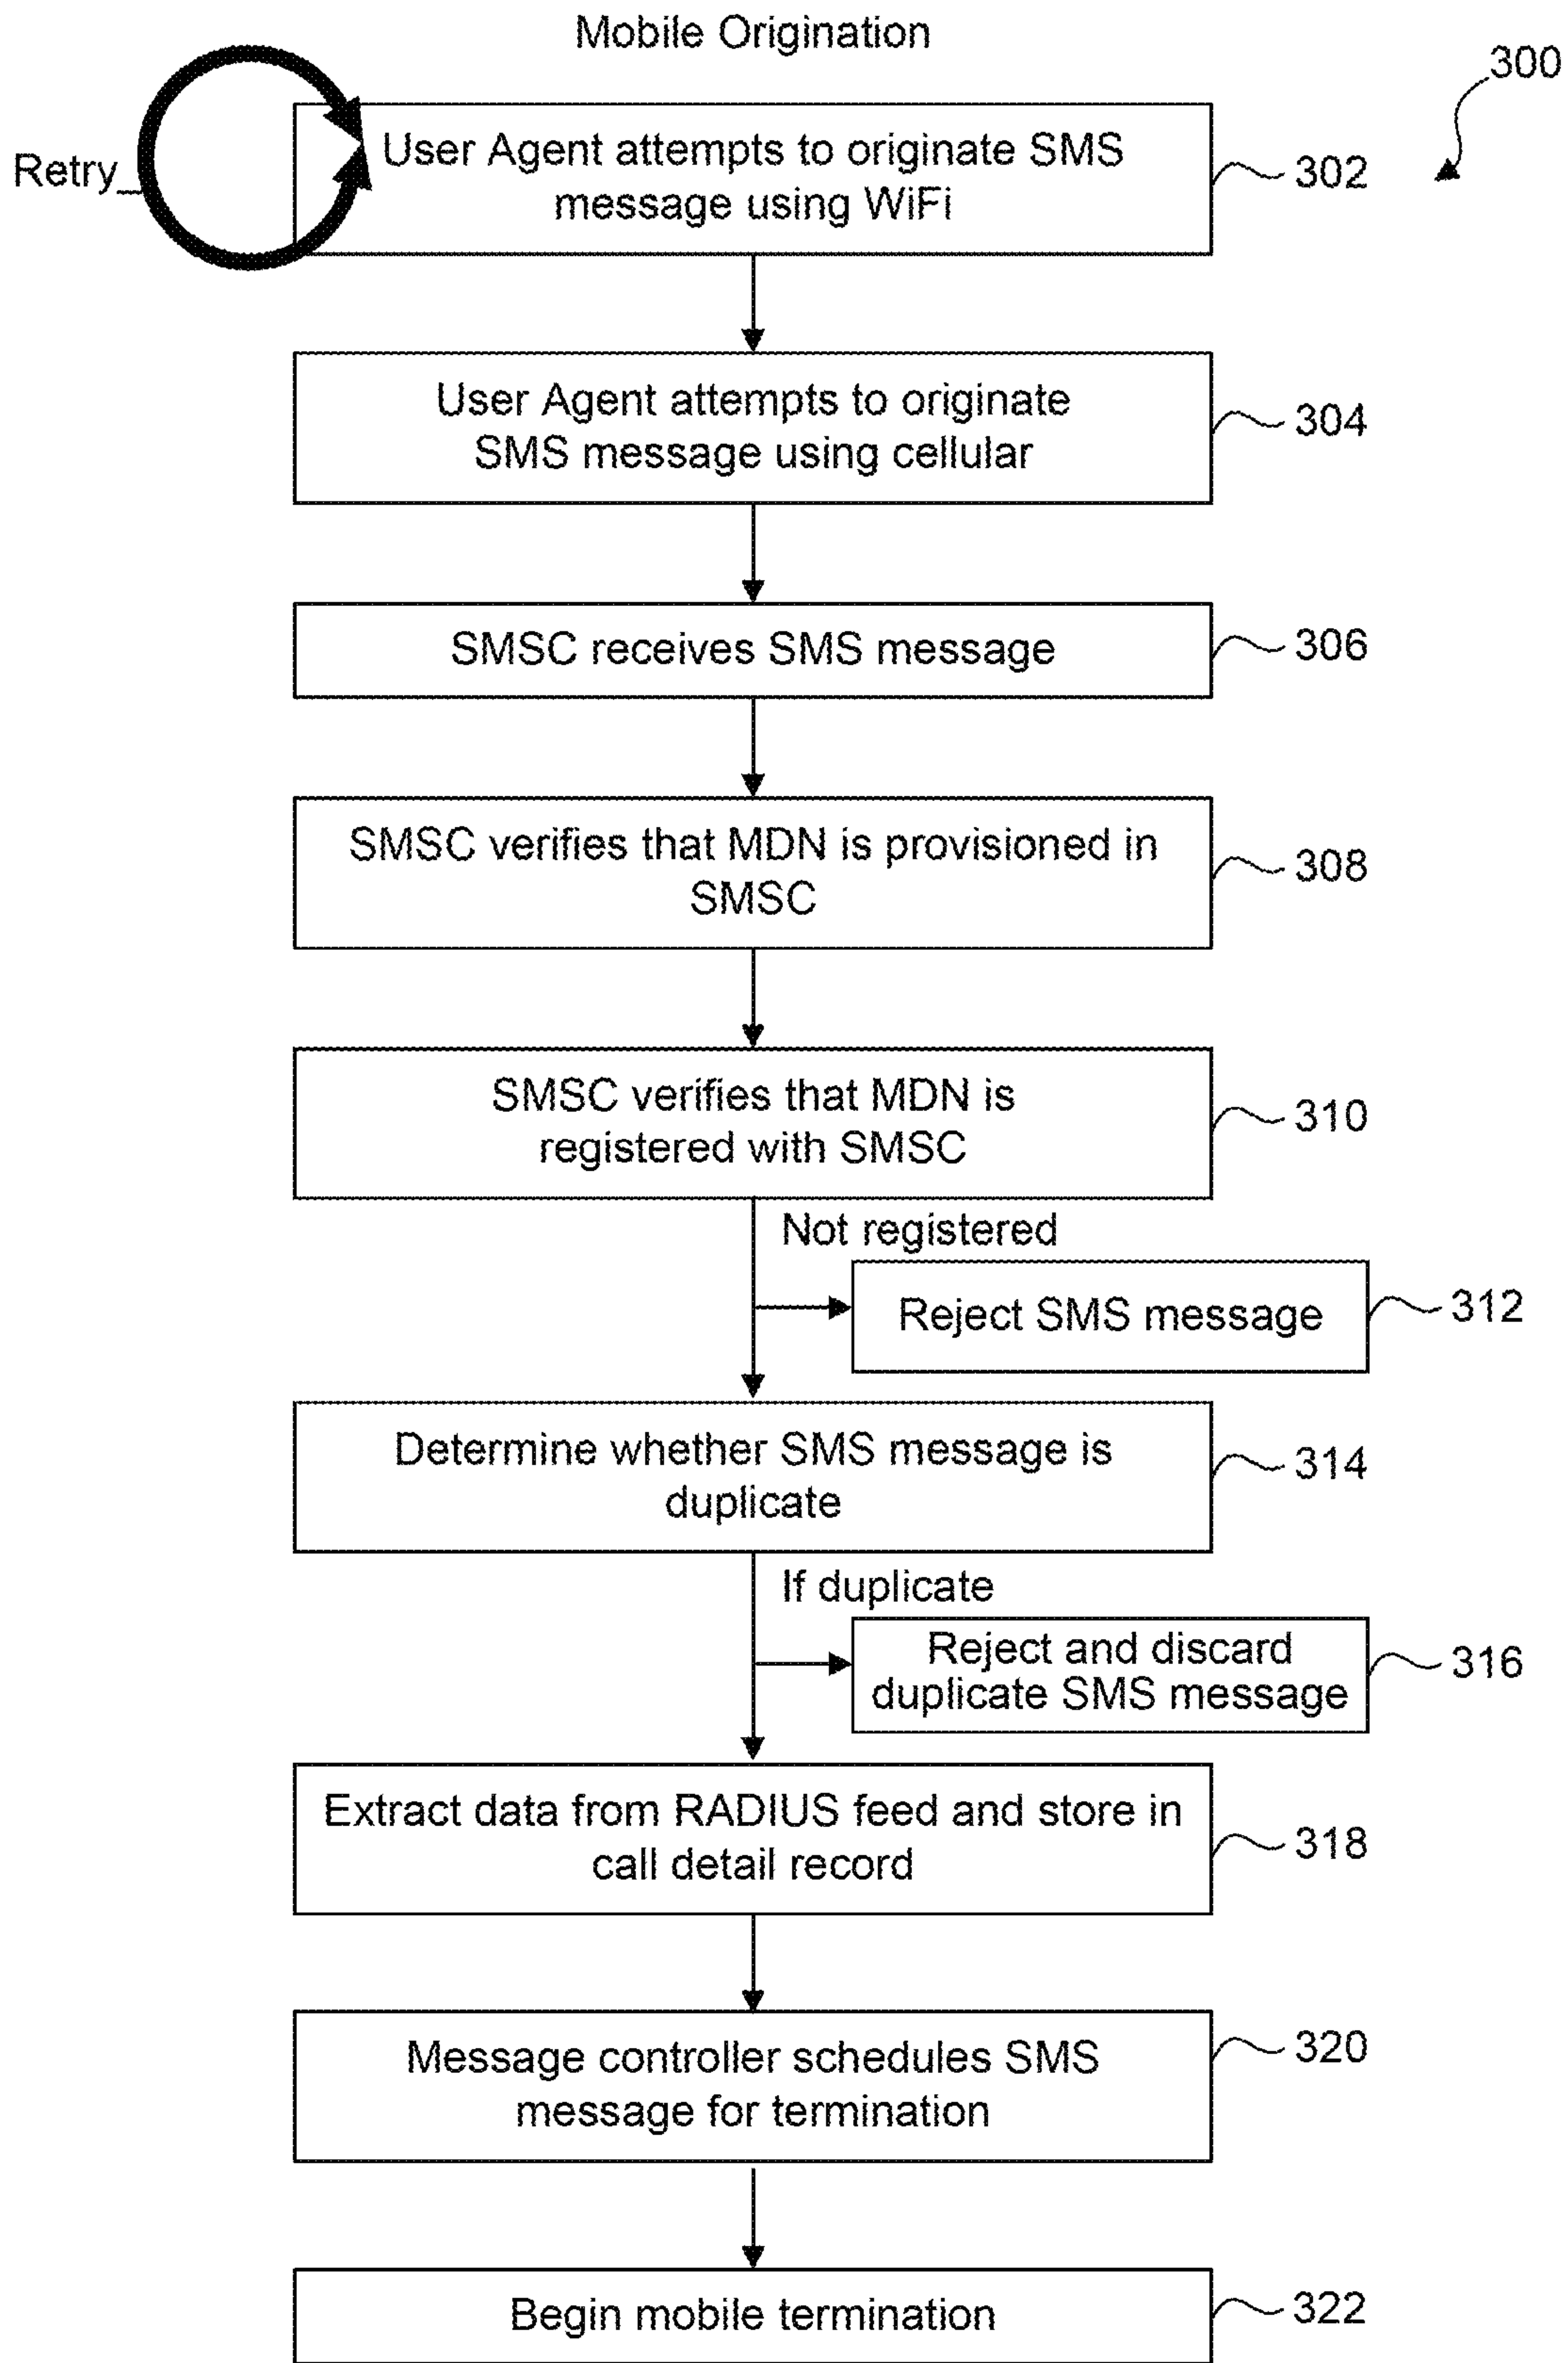 Mobile Origination
300
Retry
User Agent attempts to originate SMS
message using WiFi
302
User Agent attempts to originate
SMS message using cellular
304
SMSC receives SMS message
306
SMSC verifies that MDN is provisioned in
SMSC
308
SMSC verifies that MDN is
registered with SMSC
310
Not registered
Reject SMS message
312
Determine whether SMS message is
duplicate
314
If duplicate
Reject and discard
duplicate SMS message
316
Extract data from RADIUS feed and store in
call detail record
318
Message controller schedules SMS
message for termination
320
Begin mobile termination
322